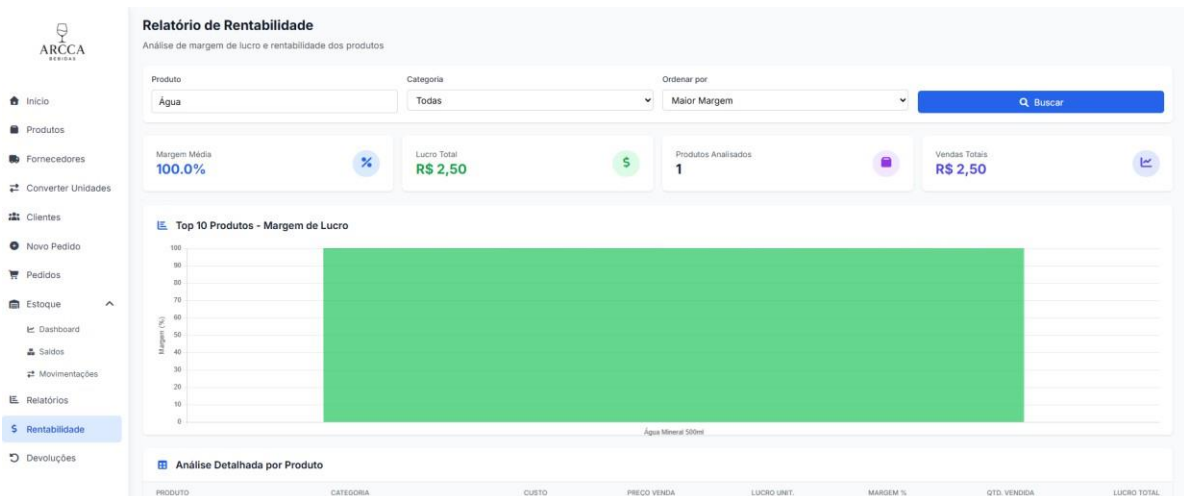 ARCCA
BEBIDAS
Início
Produtos
Fornecedores
Converter Unidades
Clientes
Novo Pedido
Pedidos
Estoque
Dashboard
Saldos
Movimentações
Relatórios
Rentabilidade
Devoluções
Relatório de Rentabilidade
Análise de margem de lucro e rentabilidade dos produtos
Produto Categoria Ordenar por
Água Todas Maior Margem Buscar
Margem Média Lucro Total Produtos Analisados Vendas Totais
100.0% R$ 2,50 1 R$ 2,50
Top 10 Produtos - Margem de Lucro
Margem (%)
100
90
80
70
60
50
40
30
20
10
0
Água Mineral 500ml
Análise Detalhada por Produto
PRODUTO CATEGORIA CUSTO PREÇO VENDA LUCRO UNIT. MARGEM % QTD. VENDIDA LUCRO TOTAL